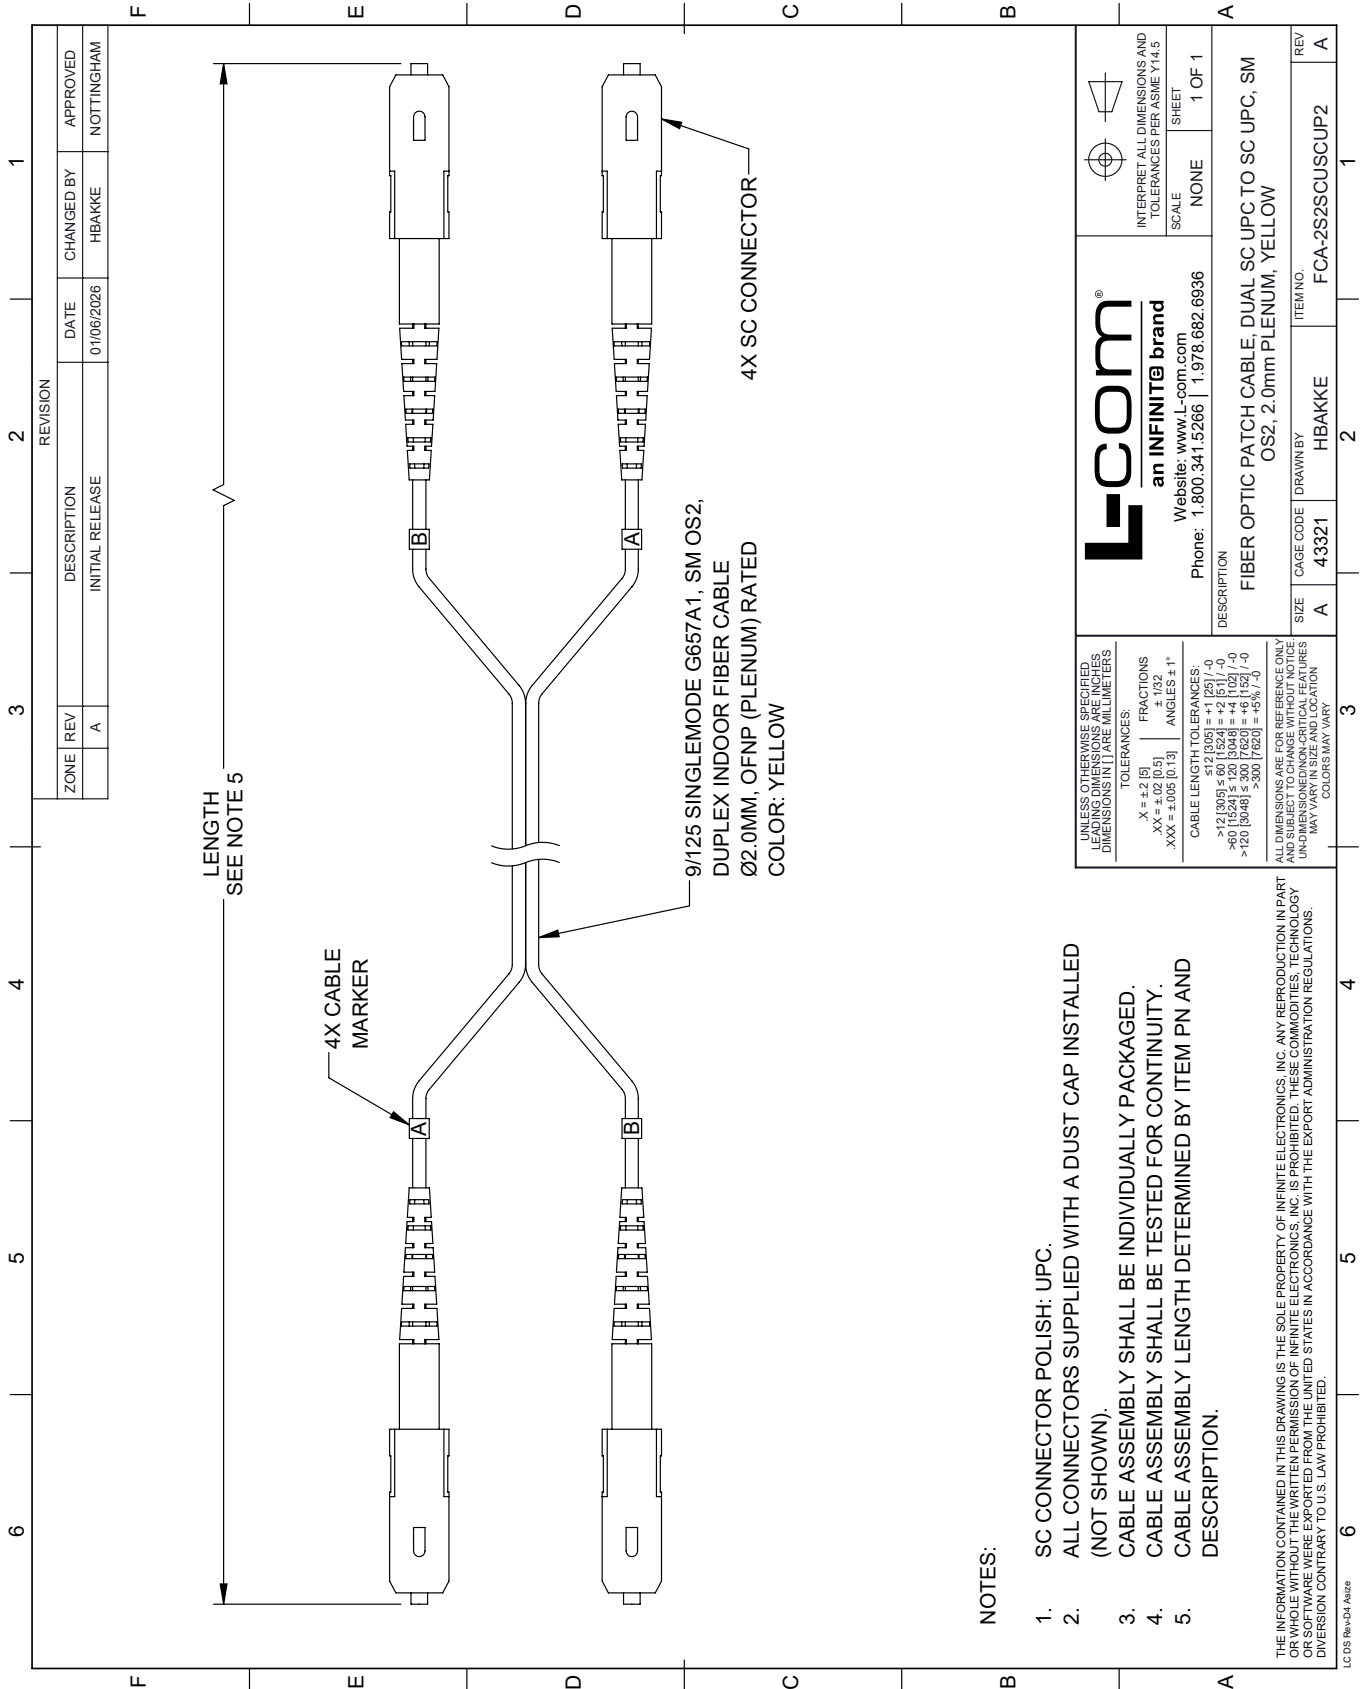 REVISION
ZONE REV DESCRIPTION DATE CHANGED BY APPROVED
A INITIAL RELEASE 01/06/2026 HBAKKE NOTTINGHAM
6 5 4 3 2 1
F F
E E
D D
C C
B B
A A
LENGTH
SEE NOTE 5
4X CABLE
MARKER
A
B
B
A
9/125 SINGLEMODE G657A1, SM OS2,
DUPLEX INDOOR FIBER CABLE
Ø2.0MM, OFNP (PLENUM) RATED
COLOR: YELLOW
4X SC CONNECTOR
NOTES:
1. SC CONNECTOR POLISH: UPC.
2. ALL CONNECTORS SUPPLIED WITH A DUST CAP INSTALLED
(NOT SHOWN).
3. CABLE ASSEMBLY SHALL BE INDIVIDUALLY PACKAGED.
4. CABLE ASSEMBLY SHALL BE TESTED FOR CONTINUITY.
5. CABLE ASSEMBLY LENGTH DETERMINED BY ITEM PN AND
DESCRIPTION.
THE INFORMATION CONTAINED IN THIS DRAWING IS THE SOLE PROPERTY OF INFINITE ELECTRONICS, INC. ANY REPRODUCTION IN PART
OR WHOLE WITHOUT THE WRITTEN PERMISSION OF INFINITE ELECTRONICS, INC. IS PROHIBITED. THESE COMMODITIES, TECHNOLOGY
OR SOFTWARE WERE EXPORTED FROM THE UNITED STATES IN ACCORDANCE WITH THE EXPORT ADMINISTRATION REGULATIONS.
DIVERSION CONTRARY TO U.S. LAW PROHIBITED.
UNLESS OTHERWISE SPECIFIED
LEADING DIMENSIONS ARE INCHES
DIMENSIONS IN [ ] ARE MILLIMETERS
TOLERANCES:
.X = ±.2 [5] FRACTIONS
.XX = ±.02 [0.5] ± 1/32
.XXX = ±.005 [0.13] ANGLES ± 1°
CABLE LENGTH TOLERANCES:
≤12 [305] = +1 [25] / -0
>12 [305] ≤ 60 [1524] = +2 [51] / -0
>60 [1524] ≤ 120 [3048] = +4 [102] / -0
>120 [3048] ≤ 300 [7620] = +6 [152] / -0
>300 [7620] = +5% / -0
ALL DIMENSIONS ARE FOR REFERENCE ONLY
AND SUBJECT TO CHANGE WITHOUT NOTICE.
UN-DIMENSIONED/NON-CRITICAL FEATURES
MAY VARY IN SIZE AND LOCATION
COLORS MAY VARY
L-com®
an INFINITe brand
Website: www.L-com.com
Phone: 1.800.341.5266 | 1.978.682.6936
INTERPRET ALL DIMENSIONS AND
TOLERANCES PER ASME Y14.5
SCALE SHEET
NONE 1 OF 1
DESCRIPTION
FIBER OPTIC PATCH CABLE, DUAL SC UPC TO SC UPC, SM
OS2, 2.0mm PLENUM, YELLOW
SIZE CAGE CODE DRAWN BY ITEM NO. REV
A 43321 HBAKKE FCA-2S2SCUSCUP2 A
6 5 4 3 2 1
LC DS Rev-D4 Asize